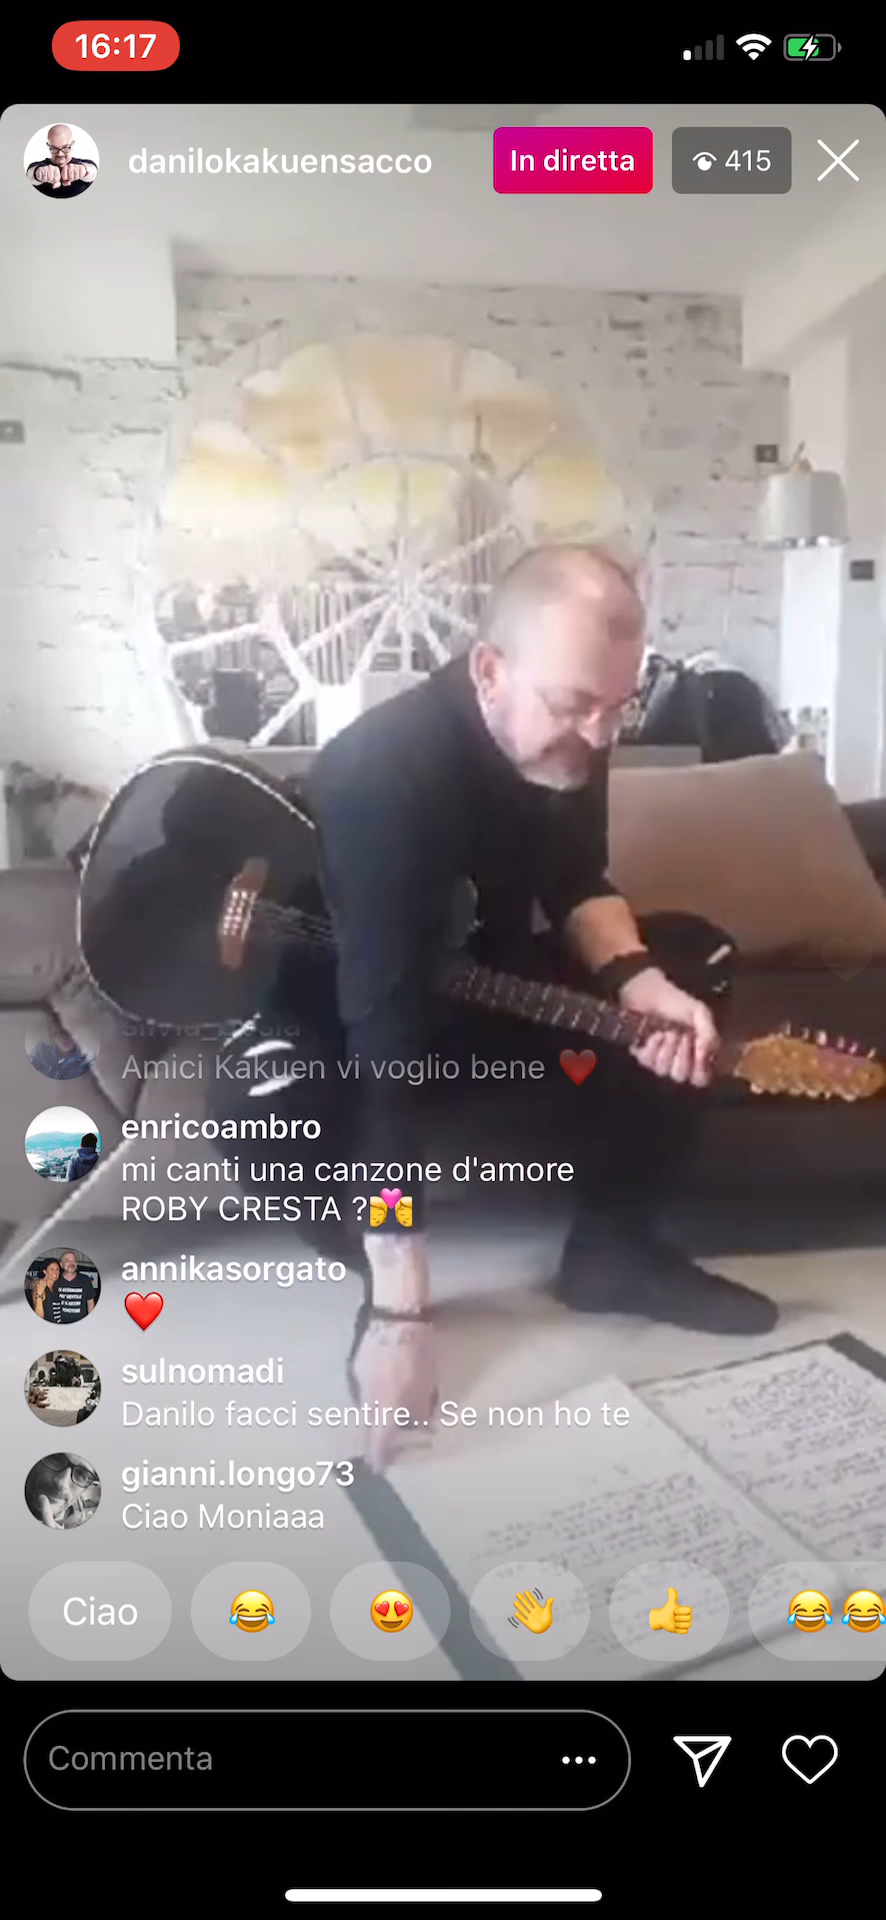 16:17
danilokakuensacco
In diretta
415
Amici Kakuen vi voglio bene ❤️
enricoambro
mi canti una canzone d'amore
ROBY CRESTA ?💏
annikasorgato
❤️
sulnomadi
Danilo facci sentire.. Se non ho te
gianni.longo73
Ciao Moniaaa
Ciao 😂 😍 👋 👍 😂😂
Commenta